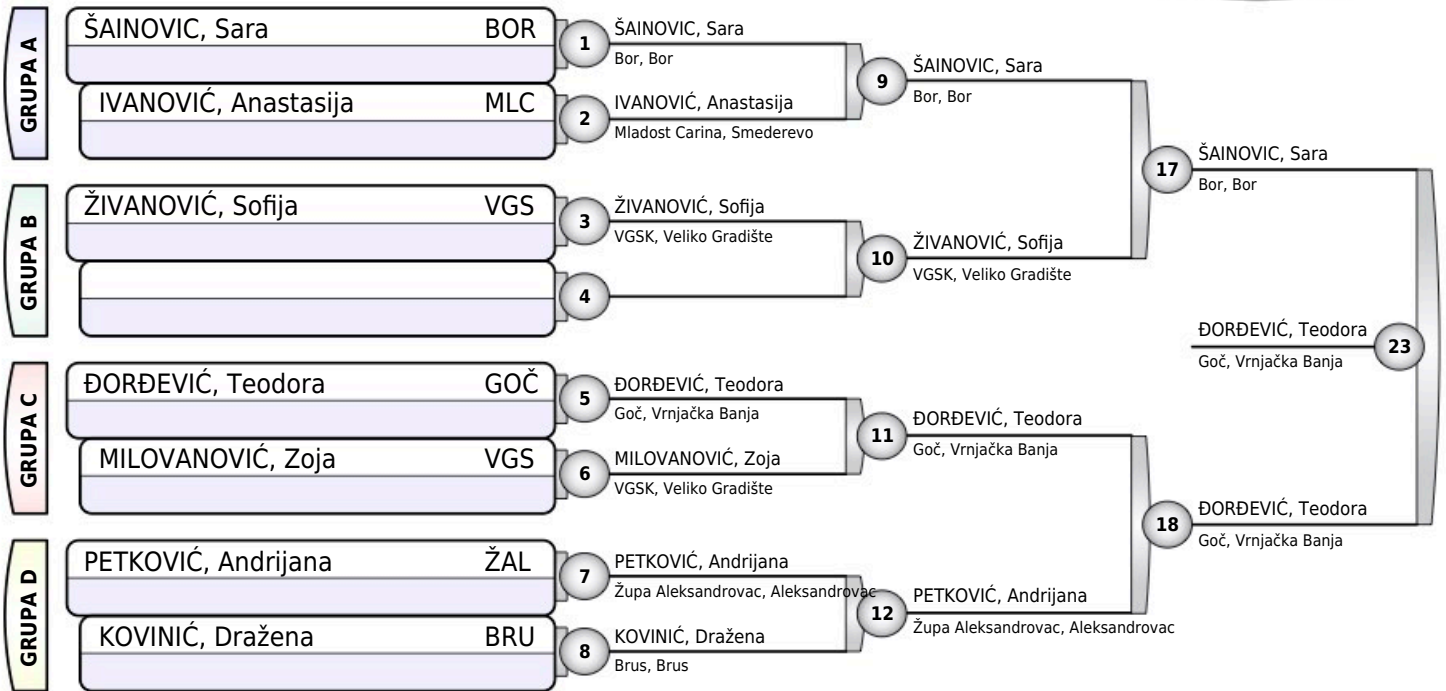 GRUPA A
ŠAINOVIC, Sara BOR
IVANOVIĆ, Anastasija MLC
GRUPA B
ŽIVANOVIĆ, Sofija VGS
GRUPA C
ĐORĐEVIĆ, Teodora GOČ
MILOVANOVIĆ, Zoja VGS
GRUPA D
PETKOVIĆ, Andrijana ŽAL
KOVINIĆ, Dražena BRU
1
ŠAINOVIC, Sara
Bor, Bor
2
IVANOVIĆ, Anastasija
Mladost Carina, Smederevo
3
ŽIVANOVIĆ, Sofija
VGSK, Veliko Gradište
4
5
ĐORĐEVIĆ, Teodora
Goč, Vrnjačka Banja
6
MILOVANOVIĆ, Zoja
VGSK, Veliko Gradište
7
PETKOVIĆ, Andrijana
Župa Aleksandrovac, Aleksandrovac
8
KOVINIĆ, Dražena
Brus, Brus
9
ŠAINOVIC, Sara
Bor, Bor
10
ŽIVANOVIĆ, Sofija
VGSK, Veliko Gradište
11
ĐORĐEVIĆ, Teodora
Goč, Vrnjačka Banja
12
PETKOVIĆ, Andrijana
Župa Aleksandrovac, Aleksandrovac
17
ŠAINOVIC, Sara
Bor, Bor
18
ĐORĐEVIĆ, Teodora
Goč, Vrnjačka Banja
ĐORĐEVIĆ, Teodora
Goč, Vrnjačka Banja
23